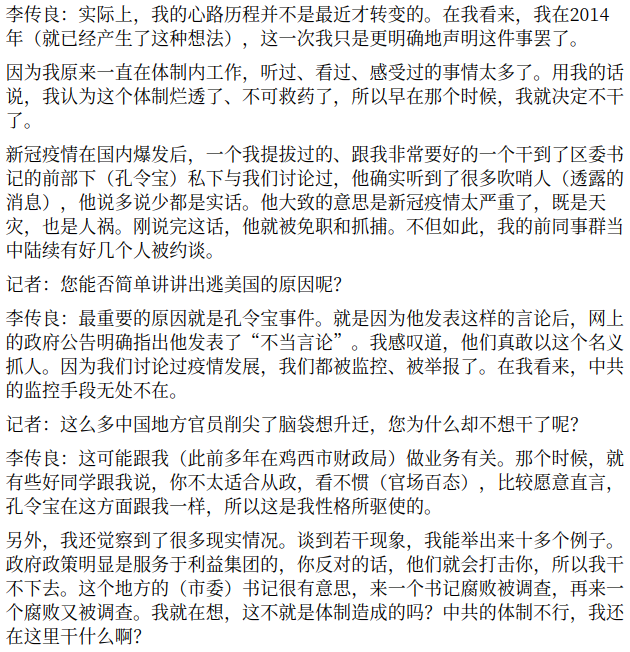 李传良：实际上，我的心路历程并不是最近才转变的。在我看来，我在2014
年（就已经产生了这种想法），这一次我只是更明确地声明这件事罢了。
因为我原来一直在体制内工作，听过、看过、感受过的事情太多了。用我的话
说，我认为这个体制烂透了、不可救药了，所以早在那个时候，我就决定不干
了。
新冠疫情在国内爆发后，一个我提拔过的、跟我非常要好的一个干到了区委书
记的前部下（孔令宝）私下与我们讨论过，他确实听到了很多吹哨人（透露的
消息），他说多说少都是实话。他大致的意思是新冠疫情太严重了，既是天
灾，也是人祸。刚说完这话，他就被免职和抓捕。不但如此，我的前同事群当
中陆续有好几个人被约谈。
记者：您能否简单讲讲出逃美国的原因呢？
李传良：最重要的原因就是孔令宝事件。就是因为他发表这样的言论后，网上
的政府公告明确指出他发表了“不当言论”。我感叹道，他们真敢以这个名义
抓人。因为我们讨论过疫情发展，我们都被监控、被举报了。在我看来，中共
的监控手段无处不在。
记者：这么多中国地方官员削尖了脑袋想升迁，您为什么却不想干了呢？
李传良：这可能跟我（此前多年在鸡西市财政局）做业务有关。那个时候，就
有些好同学跟我说，你不太适合从政，看不惯（官场百态），比较愿意直言，
孔令宝在这方面跟我一样，所以这是我性格所驱使的。
另外，我还觉察到了很多现实情况。谈到若干现象，我能举出来十多个例子。
政府政策明显是服务于利益集团的，你反对的话，他们就会打击你，所以我干
不下去。这个地方的（市委）书记很有意思，来一个书记腐败被调查，再来一
个腐败又被调查。我就在想，这不就是体制造成的吗？中共的体制不行，我还
在这里干什么啊？